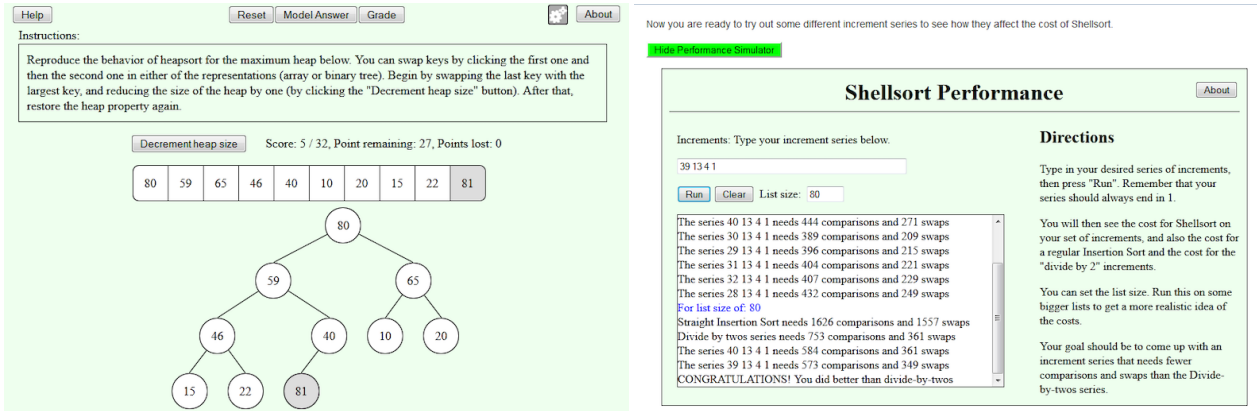 Help
Reset
Model Answer
Grade
About
Instructions:
Reproduce the behavior of heapsort for the maximum heap below. You can swap keys by clicking the first one and
then the second one in either of the representations (array or binary tree). Begin by swapping the last key with the
largest key, and reducing the size of the heap by one (by clicking the "Decrement heap size" button). After that,
restore the heap property again.
Decrement heap size
Score: 5 / 32, Point remaining: 27, Points lost: 0
80 59 65 46 40 10 20 15 22 81
80
59 65
46 40 10 20
15 22 81
Now you are ready to try out some different increment series to see how they affect the cost of Shellsort.
Hide Performance Simulator
Shellsort Performance
About
Increments: Type your increment series below.
39 13 4 1
Run
Clear
List size: 80
The series 40 13 4 1 needs 444 comparisons and 271 swaps
The series 30 13 4 1 needs 389 comparisons and 209 swaps
The series 29 13 4 1 needs 396 comparisons and 215 swaps
The series 31 13 4 1 needs 404 comparisons and 221 swaps
The series 32 13 4 1 needs 407 comparisons and 229 swaps
The series 28 13 4 1 needs 432 comparisons and 249 swaps
For list size of: 80
Straight Insertion Sort needs 1626 comparisons and 1557 swaps
Divide by twos series needs 753 comparisons and 361 swaps
The series 40 13 4 1 needs 584 comparisons and 361 swaps
The series 39 13 4 1 needs 573 comparisons and 349 swaps
CONGRATULATIONS! You did better than divide-by-twos
Directions
Type in your desired series of increments,
then press "Run". Remember that your
series should always end in 1.
You will then see the cost for Shellsort on
your set of increments, and also the cost for
a regular Insertion Sort and the cost for the
"divide by 2" increments.
You can set the list size. Run this on some
bigger lists to get a more realistic idea of
the costs.
Your goal should be to come up with an
increment series that needs fewer
comparisons and swaps than the Divide-
by-twos series.